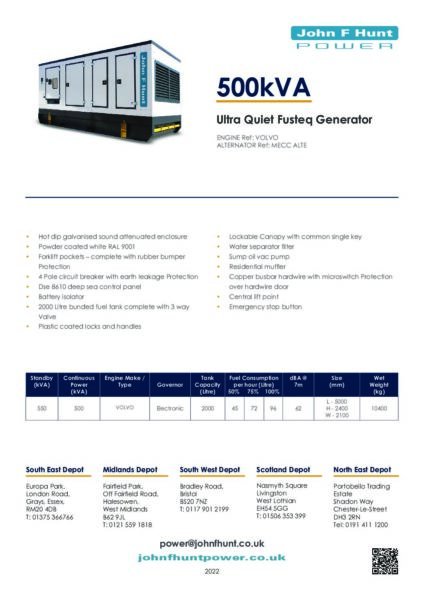 John F Hunt
POWER
John F Hunt
500kVA
Ultra Quiet Fusteq Generator
ENGINE Ref: VOLVO
ALTERNATOR Ref: MECC ALTE
• Hot dip galvanised sound attenuated enclosure
• Powder coated white RAL 9001
• Forklift pockets – complete with rubber bumper
Protection
• 4 Pole circuit breaker with earth leakage Protection
• Dse 8610 deep sea control panel
• Battery isolator
• 2000 Litre bunded fuel tank complete with 3 way
Valve
• Plastic coated locks and handles
• Lockable Canopy with common single key
• Water separator filter
• Sump oil vac pump
• Residential muffler
• Copper busbar hardwire with microswitch Protection
over hardwire door
• Central lift point
• Emergency stop button
Standby (kVA) Continuous Power (kVA) Engine Make / Type Governor Tank Capacity (Litre) Fuel Consumption per hour (Litre) 50% 75% 100% dBA @ 7m Size (mm) Wet Weight (kg)
550 500 VOLVO Electronic 2000 45 72 96 62 L - 5000 H - 2400 W - 2100 10400
South East Depot
Europa Park,
London Road,
Grays, Essex,
RM20 4DB
T: 01375 366766
Midlands Depot
Fairfield Park,
Off Fairfield Road,
Halesowen,
West Midlands
B62 9JL
T: 0121 559 1818
South West Depot
Bradley Road,
Bristol
BS20 7NZ
T: 0117 901 2199
Scotland Depot
Nasmyth Square
Livingston
West Lothian
EH54 5GG
T: 01506 353 399
North East Depot
Portobello Trading
Estate
Shadon Way
Chester-Le-Street
DH3 2RN
Tel: 0191 411 1200
power@johnfhunt.co.uk
johnfhuntpower.co.uk
2022